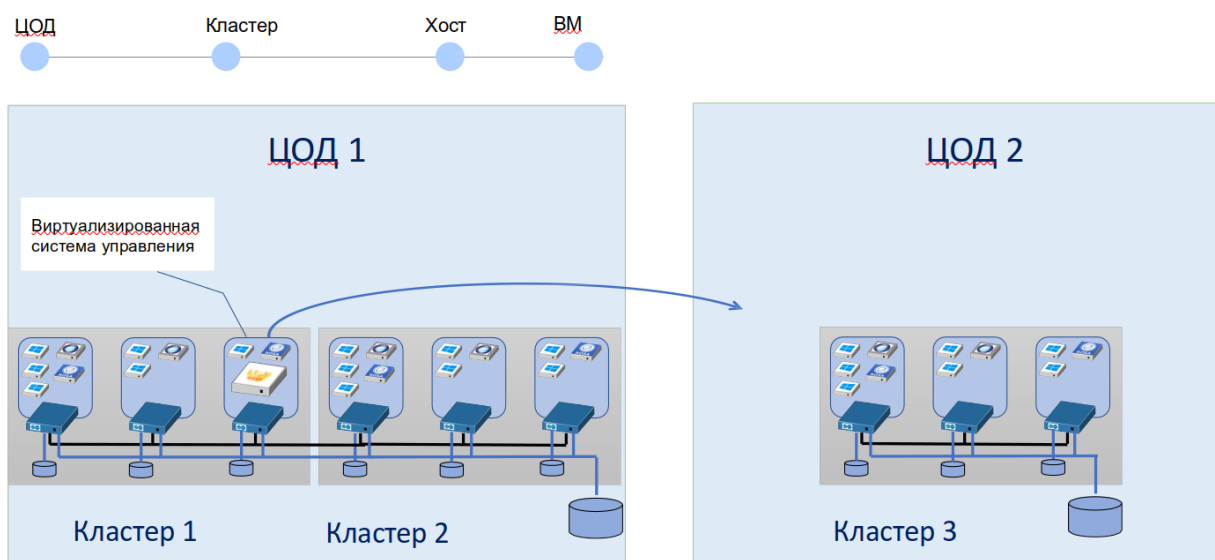 ЦОД
Кластер
Хост
ВМ
ЦОД 1
ЦОД 2
Виртуализированная
система управления
Кластер 1
Кластер 2
Кластер 3